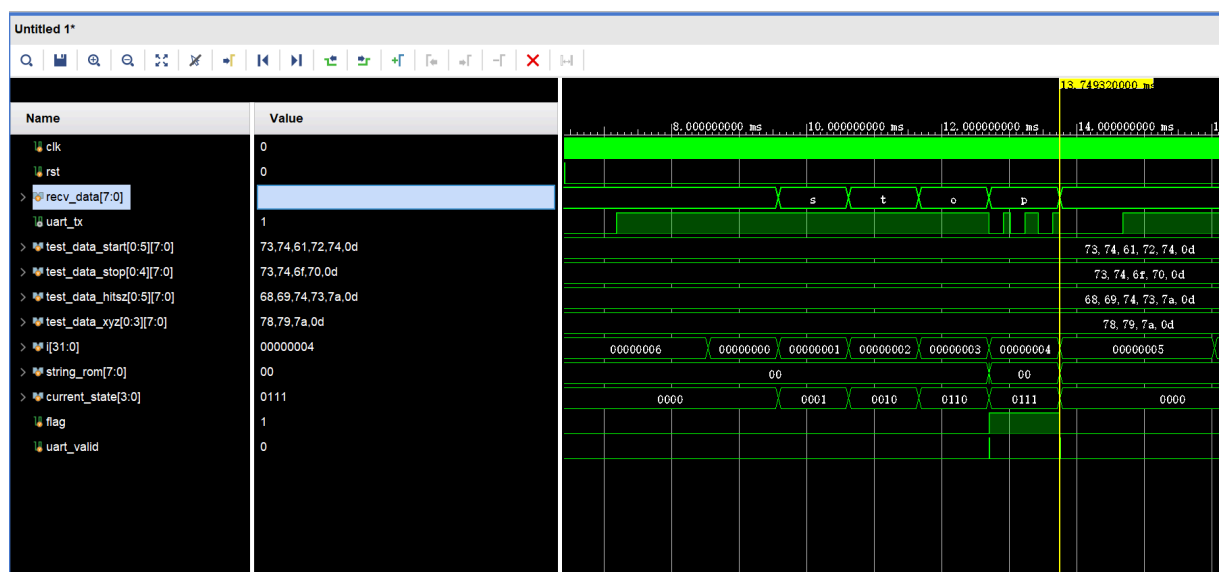 Untitled 1*
13.749320000 ms
Name Value
8.000000000 ms 10.000000000 ms 12.000000000 ms 14.000000000 ms 1
clk 0
rst 0
recv_data[7:0] s t o p
uart_tx 1
test_data_start[0:5][7:0] 73,74,61,72,74,0d 73, 74, 61, 72, 74, 0d
test_data_stop[0:4][7:0] 73,74,6f,70,0d 73, 74, 6f, 70, 0d
test_data_hitsz[0:5][7:0] 68,69,74,73,7a,0d 68, 69, 74, 73, 7a, 0d
test_data_xyz[0:3][7:0] 78,79,7a,0d 78, 79, 7a, 0d
i[31:0] 00000004 00000006 00000000 00000001 00000002 00000003 00000004 00000005
string_rom[7:0] 00 00 00
current_state[3:0] 0111 0000 0001 0010 0110 0111 0000
flag 1
uart_valid 0